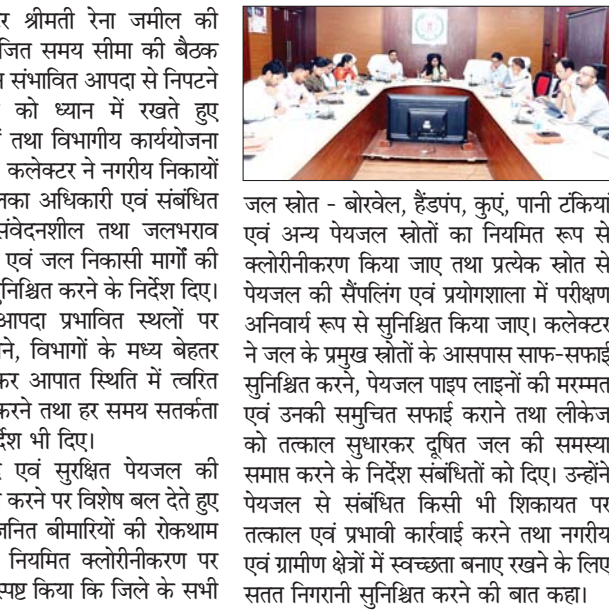 श्रीमती रेना जमील की
समय सीमा की बैठक
संभावित आपदा से निपटने
को ध्यान में रखते हुए
तथा विभागीय कार्ययोजना
कलेक्टर ने नगरीय निकायों
अधिकारी एवं संबंधित
संवेदनशील तथा जलभराव
एवं जल निकासी मार्गों की
करने के निर्देश दिए।
आपदा प्रभावित स्थलों पर
विभागों के मध्य बेहतर
कर आपात स्थिति में त्वरित
करने तथा हर समय सतर्कता
भी दिए।
एवं सुरक्षित पेयजल की
करने पर विशेष बल देते हुए
बीमारियों की रोकथाम
नियमित क्लोरीनीकरण पर
किया कि जिले के सभी
जल स्रोत - बोरवेल, हैंडपंप, कुएं, पानी टंकियां
एवं अन्य पेयजल स्रोतों का नियमित रूप से
क्लोरीनीकरण किया जाए तथा प्रत्येक स्रोत से
पेयजल की सैंपलिंग एवं प्रयोगशाला में परीक्षण
अनिवार्य रूप से सुनिश्चित किया जाए। कलेक्टर
ने जल के प्रमुख स्रोतों के आसपास साफ-सफाई
सुनिश्चित करने, पेयजल पाइप लाइनों की मरम्मत
एवं उनकी समुचित सफाई कराने तथा लीकेज
को तत्काल सुधारकर दूषित जल की समस्या
समाप्त करने के निर्देश संबंधितों को दिए। उन्होंने
पेयजल से संबंधित किसी भी शिकायत पर
तत्काल एवं प्रभावी कार्रवाई करने तथा नगरीय
एवं ग्रामीण क्षेत्रों में स्वच्छता बनाए रखने के लिए
सतत निगरानी सुनिश्चित करने की बात कहा।